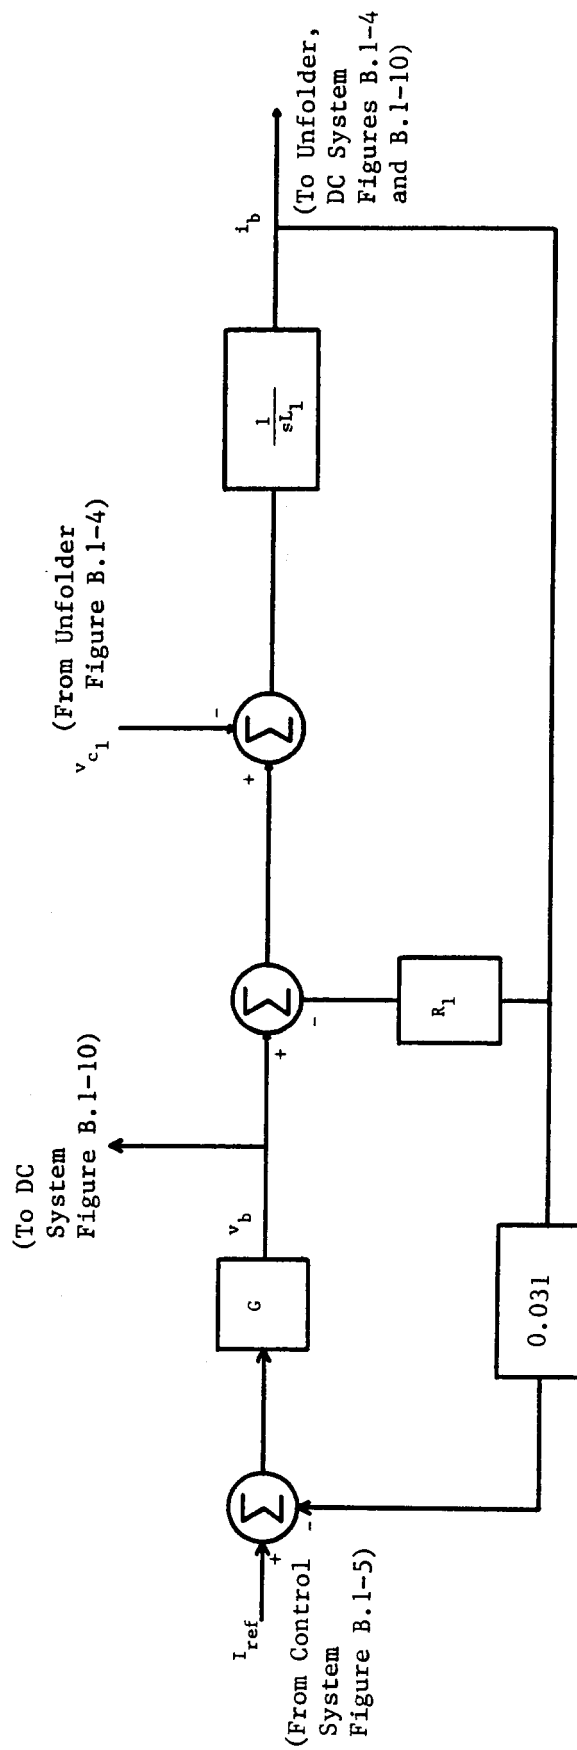 I_ref
+
(From Control
System
Figure B.1-5)
Σ
-
G
v_b
(To DC
System
Figure B.1-10)
+
Σ
-
R_1
0.031
v_c_1
(From Unfolder
Figure B.1-4)
+
-
Σ
1
sL_1
i_b
(To Unfolder,
DC System
Figures B.1-4
and B.1-10)